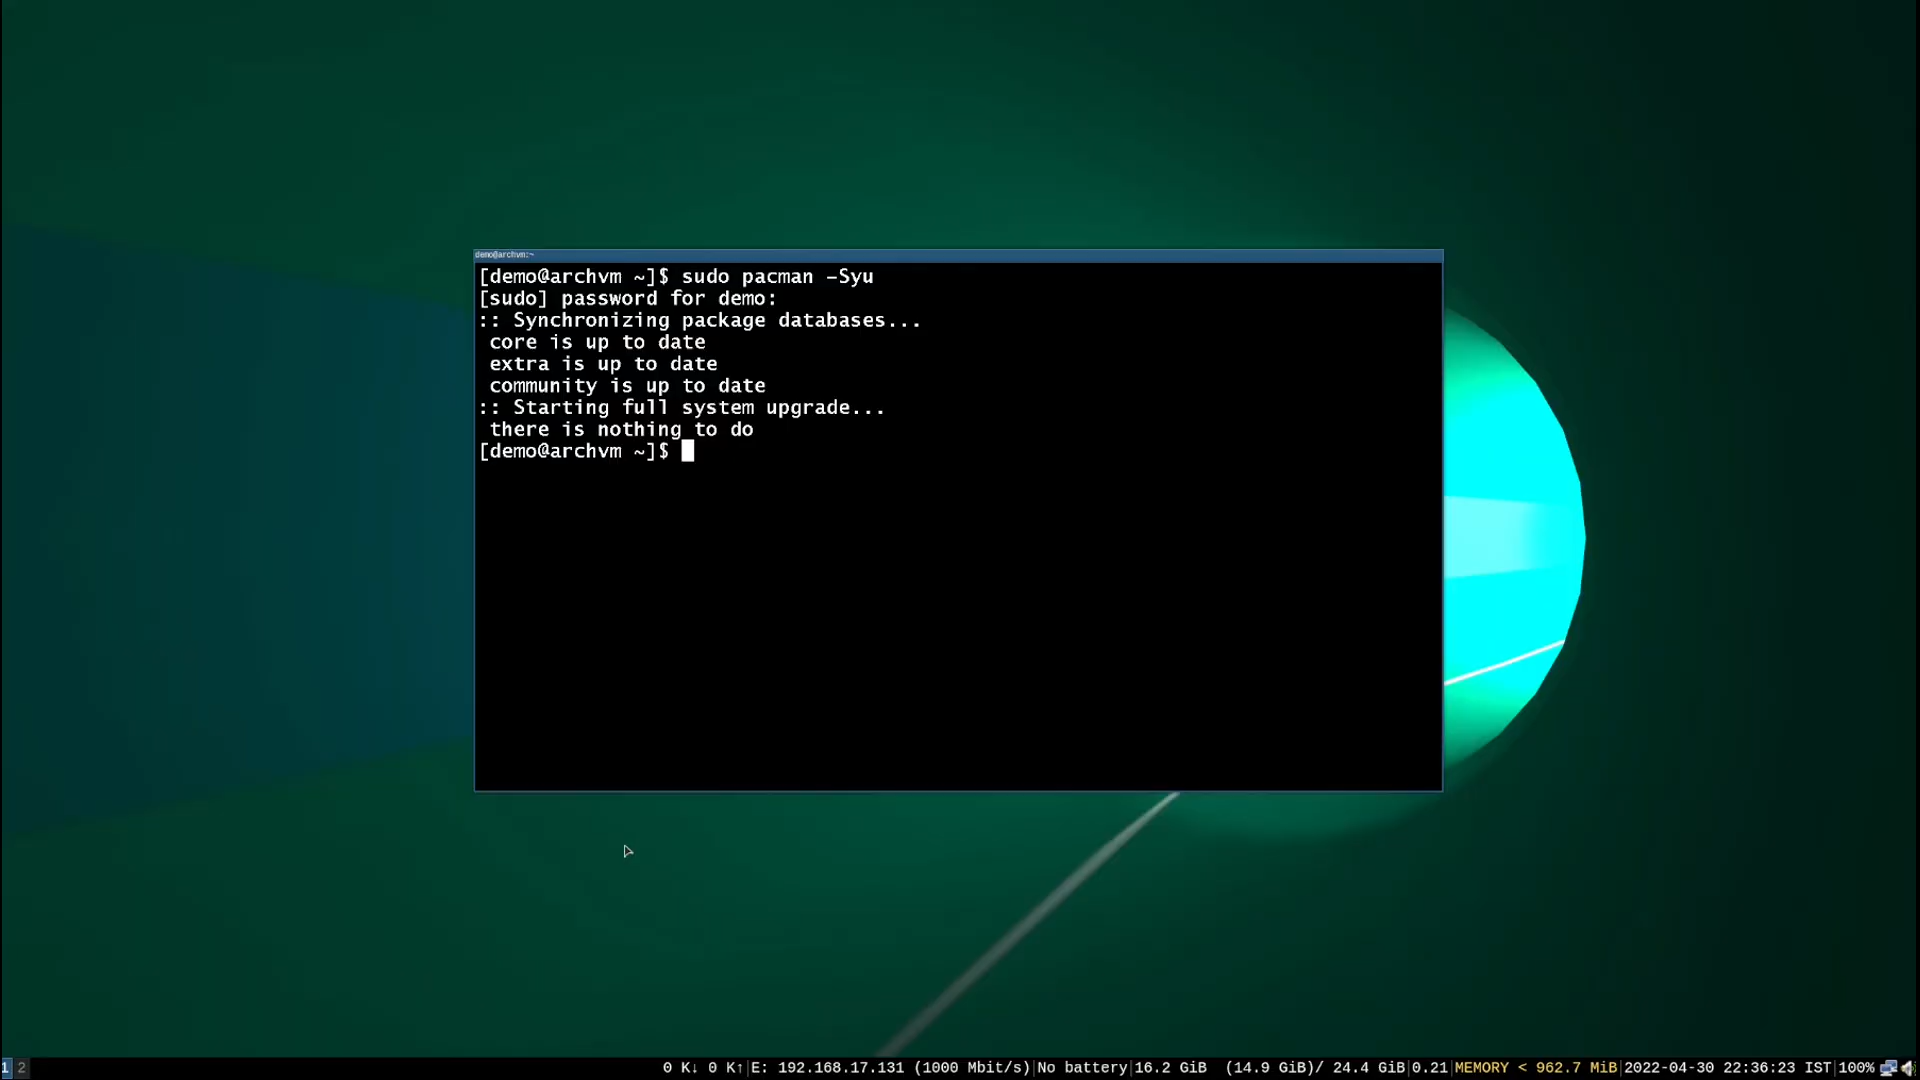 demo@archvm:~
[demo@archvm ~]$ sudo pacman -Syu
[sudo] password for demo:
:: Synchronizing package databases...
core is up to date
extra is up to date
community is up to date
:: Starting full system upgrade...
there is nothing to do
[demo@archvm ~]$
1 2
0 K↓ 0 K↑|E: 192.168.17.131 (1000 Mbit/s)|No battery|16.2 GiB (14.9 GiB)/ 24.4 GiB|0.21|MEMORY < 962.7 MiB|2022-04-30 22:36:23 IST|100%